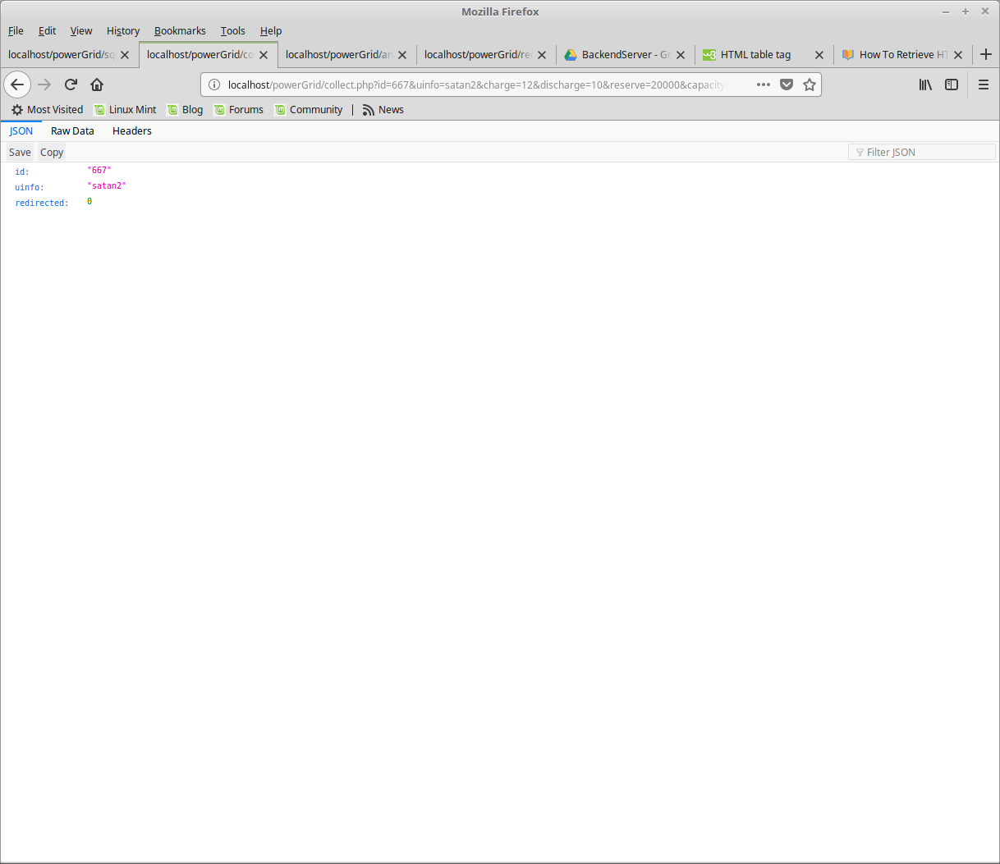 Mozilla Firefox
File Edit View History Bookmarks Tools Help
localhost/powerGrid/sq localhost/powerGrid/co localhost/powerGrid/an localhost/powerGrid/re BackendServer - Go HTML table tag How To Retrieve HT
localhost/powerGrid/collect.php?id=667&uinfo=satan2&charge=12&discharge=10&reserve=20000&capacity
Most Visited Linux Mint Blog Forums Community | News
JSON Raw Data Headers
Save Copy Filter JSON
id: "667"
uinfo: "satan2"
redirected: 0